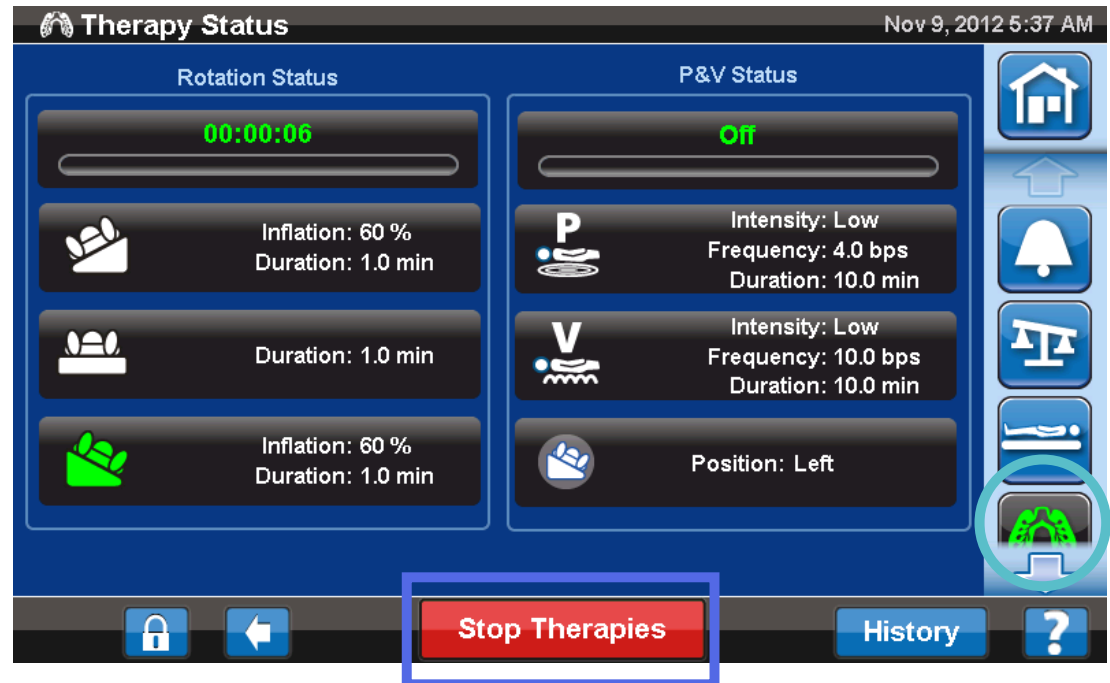 Therapy Status
Nov 9, 2012 5:37 AM
Rotation Status
00:00:06
Inflation: 60 %
Duration: 1.0 min
Duration: 1.0 min
Inflation: 60 %
Duration: 1.0 min
P&V Status
Off
P
Intensity: Low
Frequency: 4.0 bps
Duration: 10.0 min
V
Intensity: Low
Frequency: 10.0 bps
Duration: 10.0 min
Position: Left
Stop Therapies
History
?